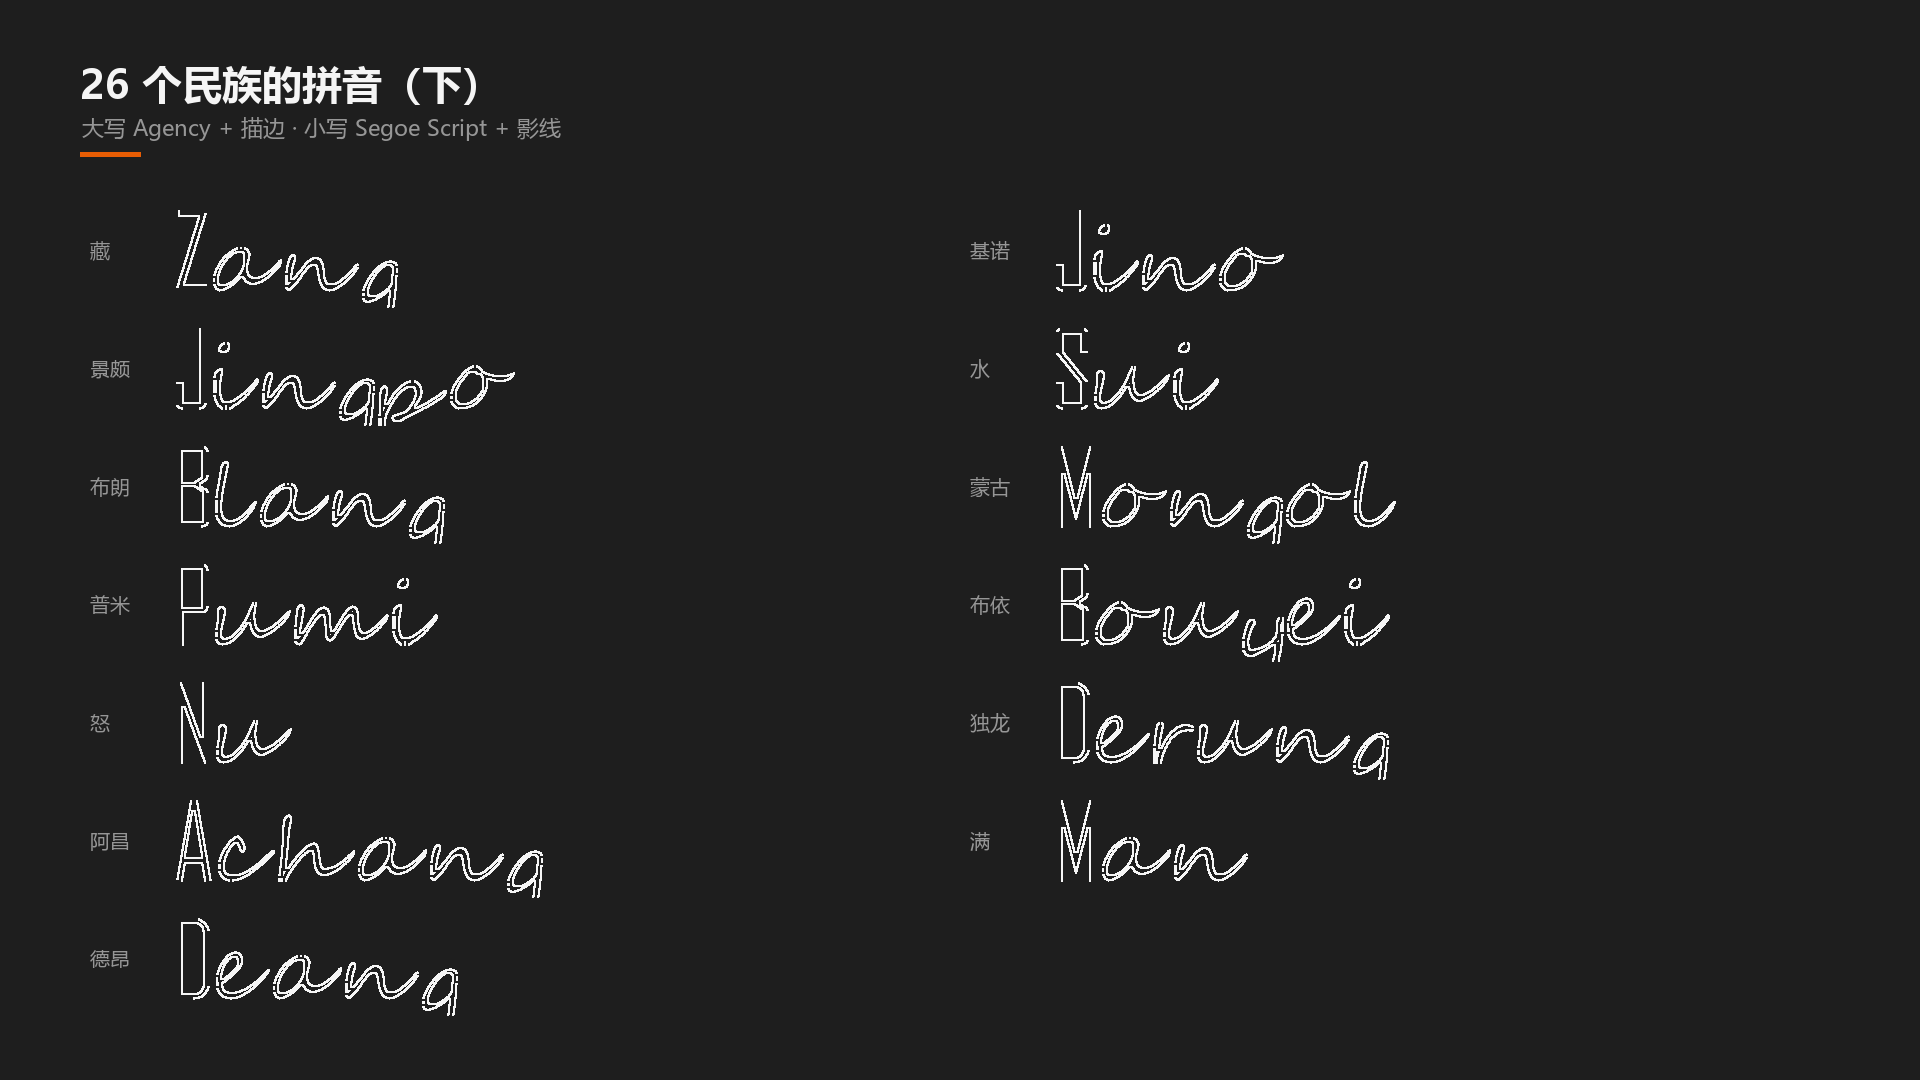 26 个民族的拼音（下）
大写 Agency + 描边 · 小写 Segoe Script + 影线
藏 Zang
景颇 Jingpo
布朗 Blang
普米 Pumi
怒 Nu
阿昌 Achang
德昂 Deang
基诺 Jino
水 Sui
蒙古 Mongol
布依 Bouyei
独龙 Derung
满 Man